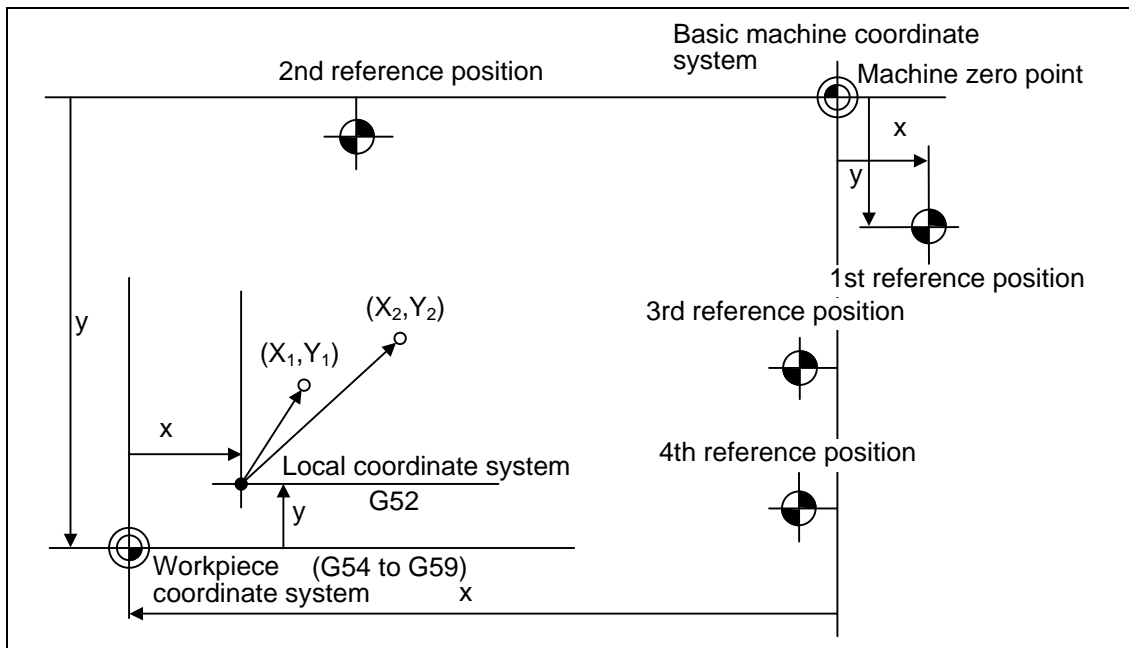 Basic machine coordinate
system
2nd reference position
Machine zero point
x
y
1st reference position
3rd reference position
y
(X₂,Y₂)
(X₁,Y₁)
x
4th reference position
Local coordinate system
G52
y
Workpiece (G54 to G59)
coordinate system
x